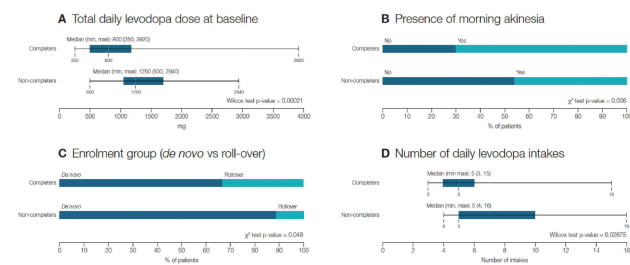 A Total daily levodopa dose at baseline
Median (min, max): 800 (250, 3920)
Completers
250 800 3920
Median (min, max): 1250 (500, 2940)
Non-completers
500 1250 2940
Wilcox test p-value = 0.00021
0 500 1000 1500 2000 2500 3000 3500 4000
mg
B Presence of morning akinesia
No Yes
Completers
No Yes
Non-completers
χ² test p-value = 0.036
0 10 20 30 40 50 60 70 80 90 100
% of patients
C Enrolment group (de novo vs roll-over)
De novo Rollover
Completers
De novo Rollover
Non-completers
χ² test p-value = 0.048
0 10 20 30 40 50 60 70 80 90 100
% of patients
D Number of daily levodopa intakes
Median (min max): 5 (3, 15)
Completers
3 5 15
Median (min max): 5 (4, 16)
Non-completers
4 5 16
Wilcox test p-value = 0.02675
0 2 4 6 8 10 12 14 16
Number of intakes